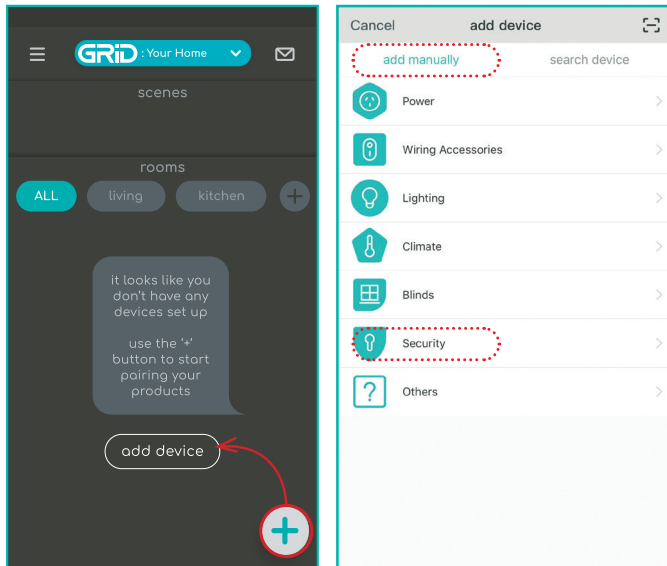 GRID : Your Home
scenes
rooms
ALL living kitchen +
it looks like you
don't have any
devices set up
use the '+'
button to start
pairing your
products
add device
+
Cancel add device
add manually search device
Power
Wiring Accessories
Lighting
Climate
Blinds
Security
? Others